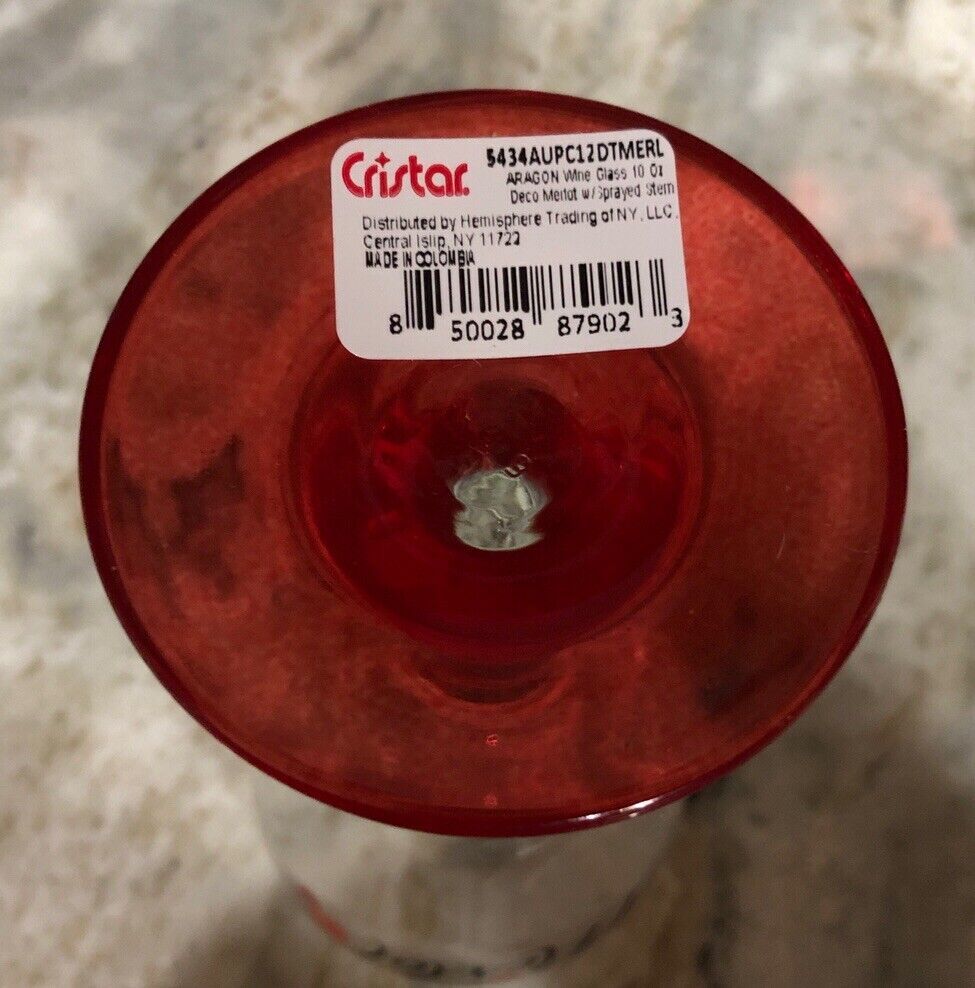 Cristar.
5434AUPC12DTMERL
ARAGON Wine Glass 10 Oz
Deco Merlot w/Sprayed Stem
Distributed by Hemisphere Trading of NY, LLC.
Central Islip, NY 11722
MADE IN COLOMBIA
8 50028 87902 3